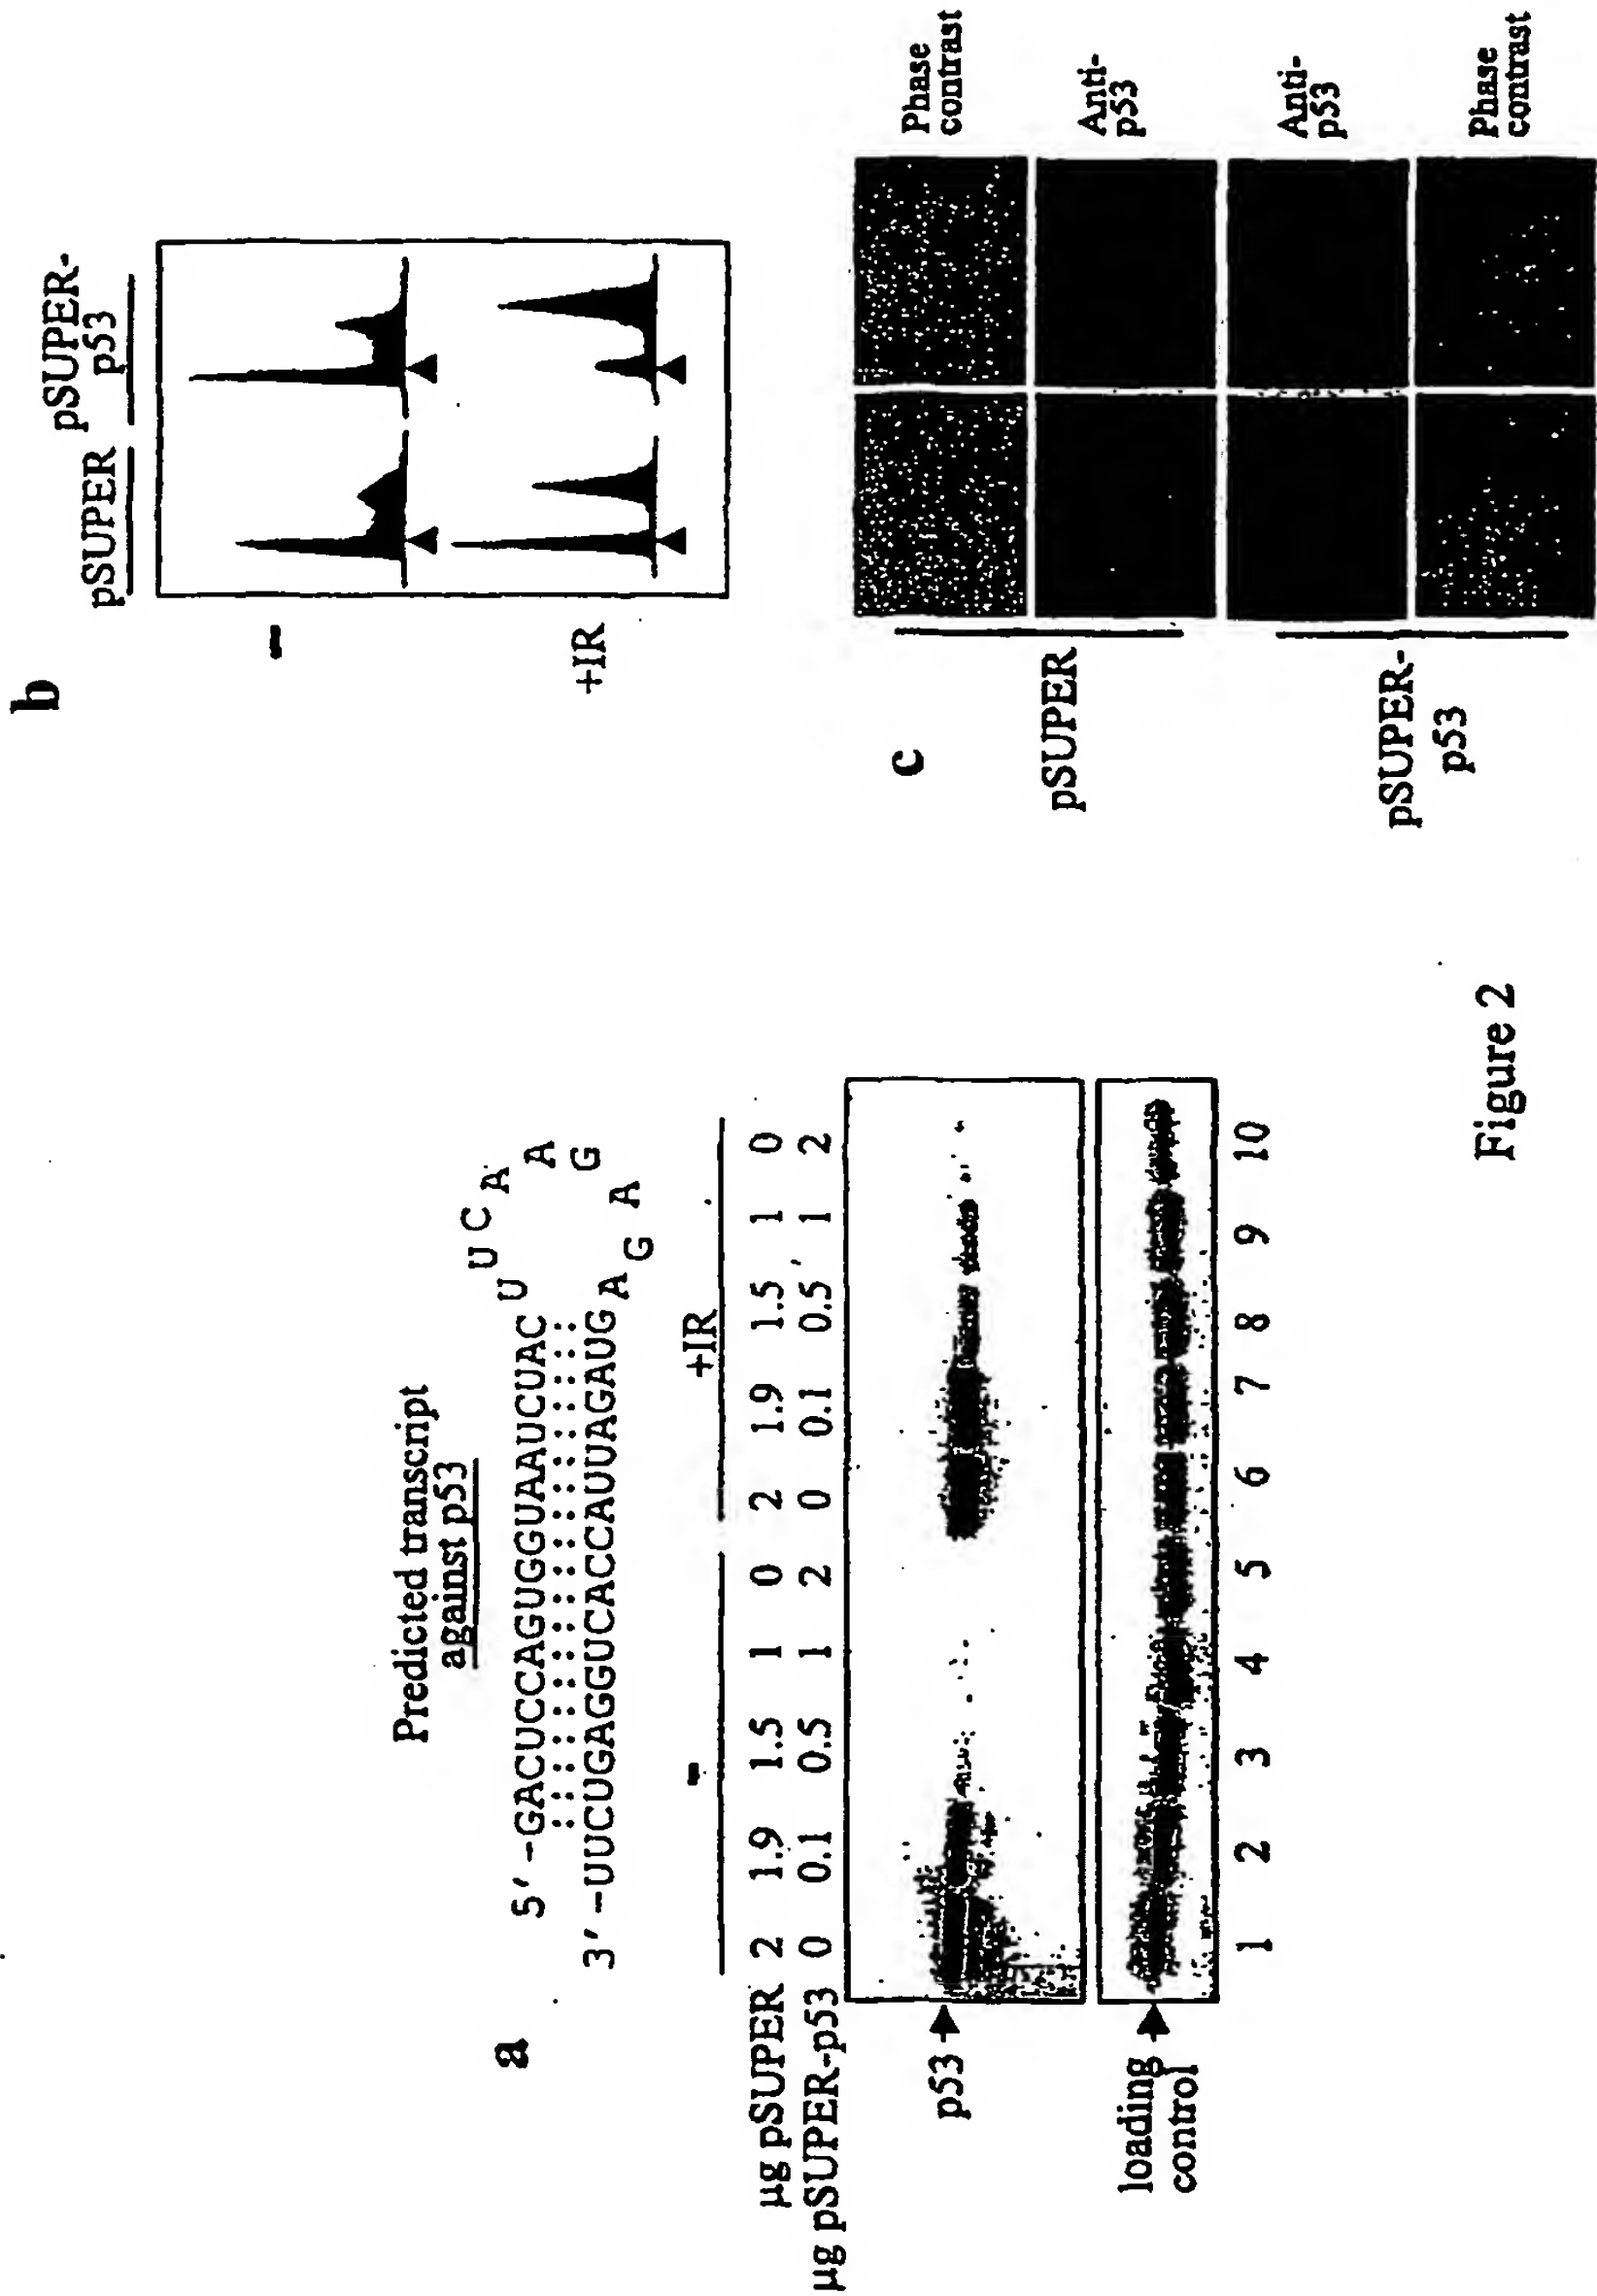 a
Predicted transcript
against p53
5'-GACUCCAGUGGUAAUCUAC
U U C A A G A G A
3'-UUCUGAGGUCACCAUUAGAUG
- +IR
µg pSUPER 2 1.9 1.5 1 0 2 1.9 1.5 1 0
µg pSUPER-p53 0 0.1 0.5 1 2 0 0.1 0.5 1 2
p53
loading
control
1 2 3 4 5 6 7 8 9 10
b
pSUPER pSUPER-
p53
-
+IR
c
pSUPER
Phase
contrast
Anti-
p53
pSUPER-
p53
Anti-
p53
Phase
contrast
Figure 2